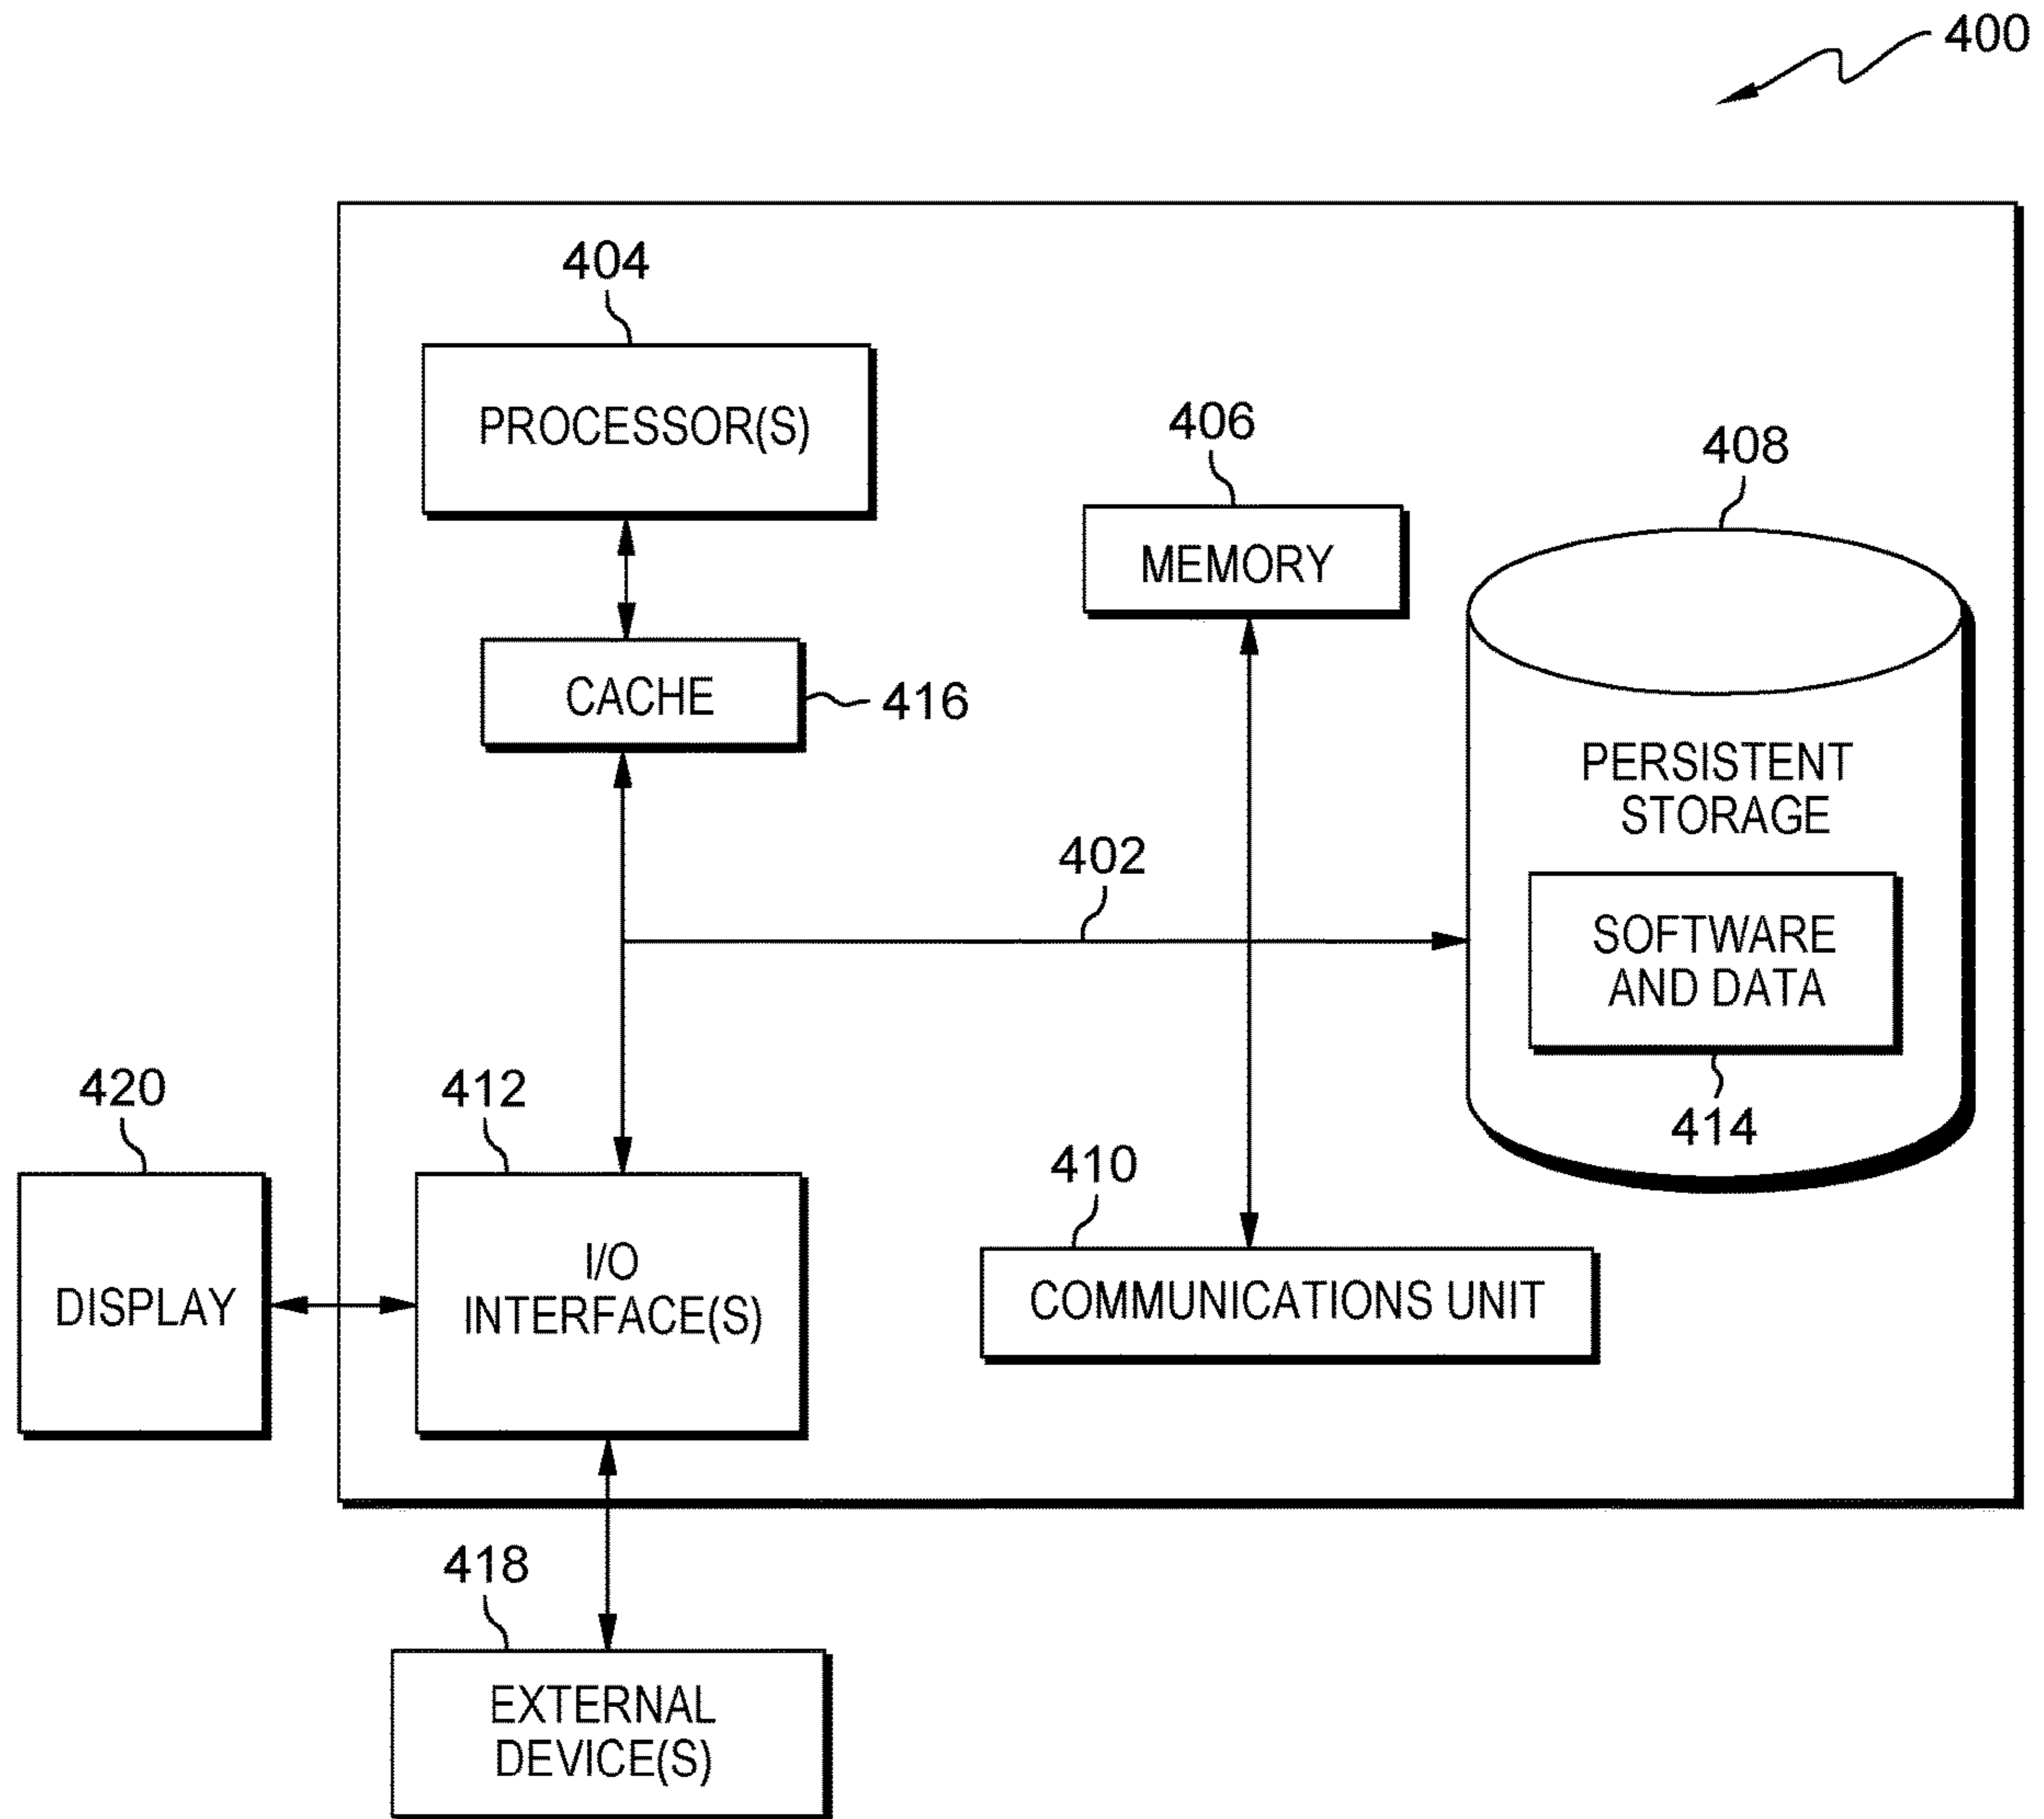 400
404
PROCESSOR(S)
406
MEMORY
408
CACHE
416
PERSISTENT
STORAGE
402
SOFTWARE
AND DATA
414
420
DISPLAY
412
I/O
INTERFACE(S)
410
COMMUNICATIONS UNIT
418
EXTERNAL
DEVICE(S)